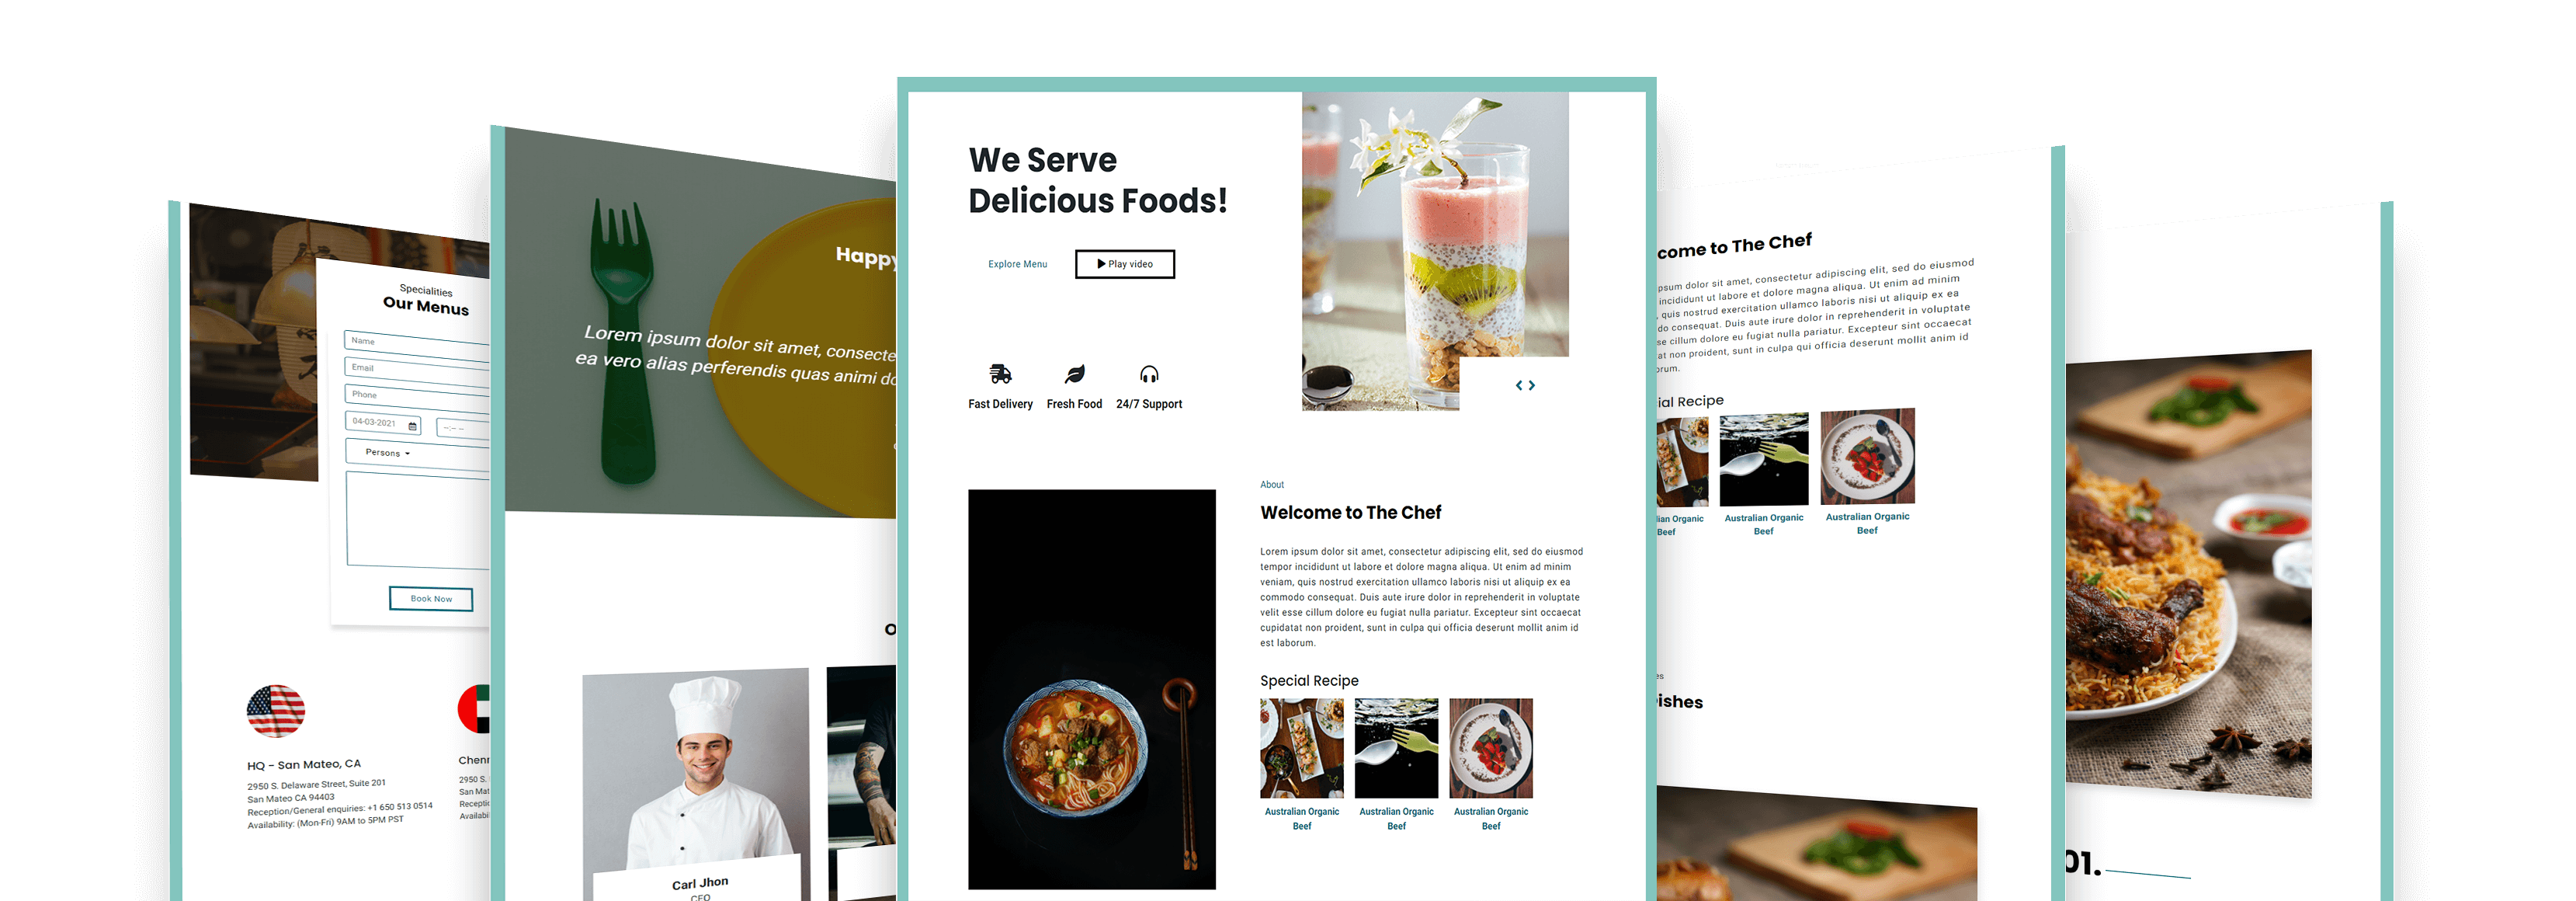 Specialities
Our Menus
Name
Email
Phone
04-03-2021
--:-- --
Persons
Book Now
HQ - San Mateo, CA
2950 S. Delaware Street, Suite 201
San Mateo CA 94403
Reception/General enquiries: +1 650 513 0514
Availability: (Mon-Fri) 9AM to 5PM PST
2950 S.
San Mat
Happy
Lorem ipsum dolor sit amet, consecte
ea vero alias perferendis quas animi do
Carl Jhon
CEO
We Serve
Delicious Foods!
Explore Menu
Play video
Fast Delivery
Fresh Food
24/7 Support
About
Welcome to The Chef
Lorem ipsum dolor sit amet, consectetur adipiscing elit, sed do eiusmod
tempor incididunt ut labore et dolore magna aliqua. Ut enim ad minim
veniam, quis nostrud exercitation ullamco laboris nisi ut aliquip ex ea
commodo consequat. Duis aute irure dolor in reprehenderit in voluptate
velit esse cillum dolore eu fugiat nulla pariatur. Excepteur sint occaecat
cupidatat non proident, sunt in culpa qui officia deserunt mollit anim id
est laborum.
Special Recipe
Australian Organic
Beef
Australian Organic
Beef
Australian Organic
Beef
come to The Chef
psum dolor sit amet, consectetur adipiscing elit, sed do eiusmod
incididunt ut labore et dolore magna aliqua. Ut enim ad minim
, quis nostrud exercitation ullamco laboris nisi ut aliquip ex ea
do consequat. Duis aute irure dolor in reprehenderit in voluptate
se cillum dolore eu fugiat nulla pariatur. Excepteur sint occaecat
at non proident, sunt in culpa qui officia deserunt mollit anim id
orum.
ial Recipe
lian Organic
Beef
Australian Organic
Beef
Australian Organic
Beef
es
ishes
01.